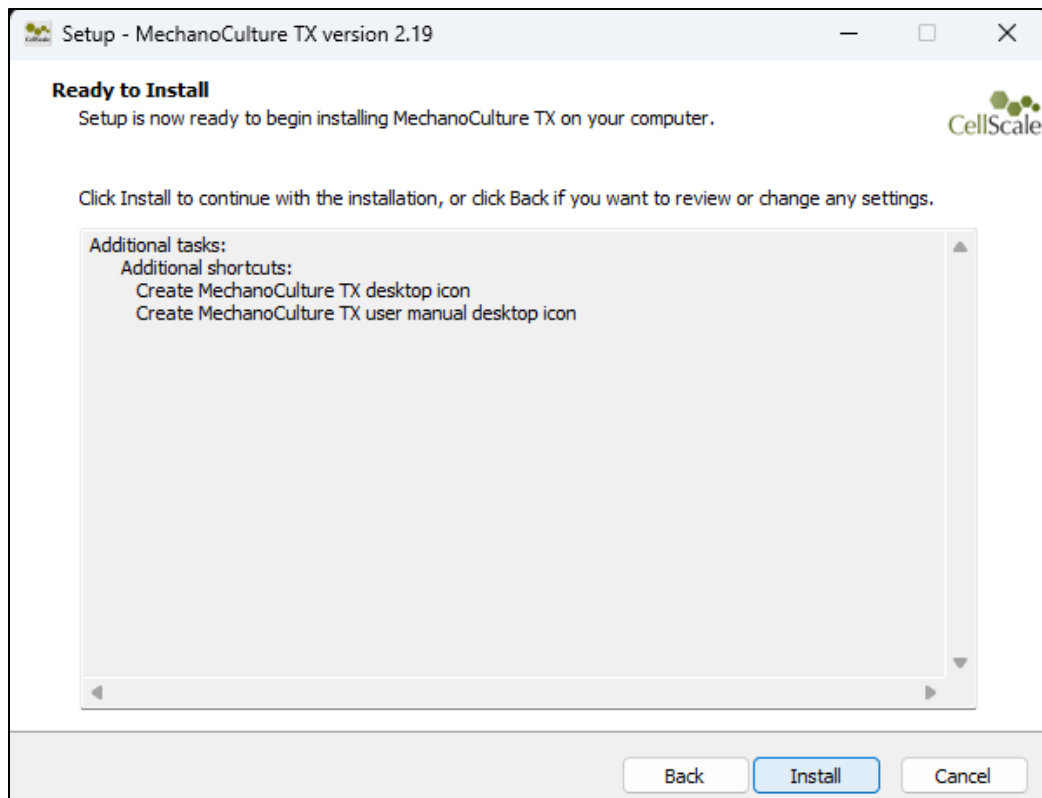 Setup - MechanoCulture TX version 2.19
Ready to Install
Setup is now ready to begin installing MechanoCulture TX on your computer.
CellScale
Click Install to continue with the installation, or click Back if you want to review or change any settings.
Additional tasks:
Additional shortcuts:
Create MechanoCulture TX desktop icon
Create MechanoCulture TX user manual desktop icon
Back
Install
Cancel